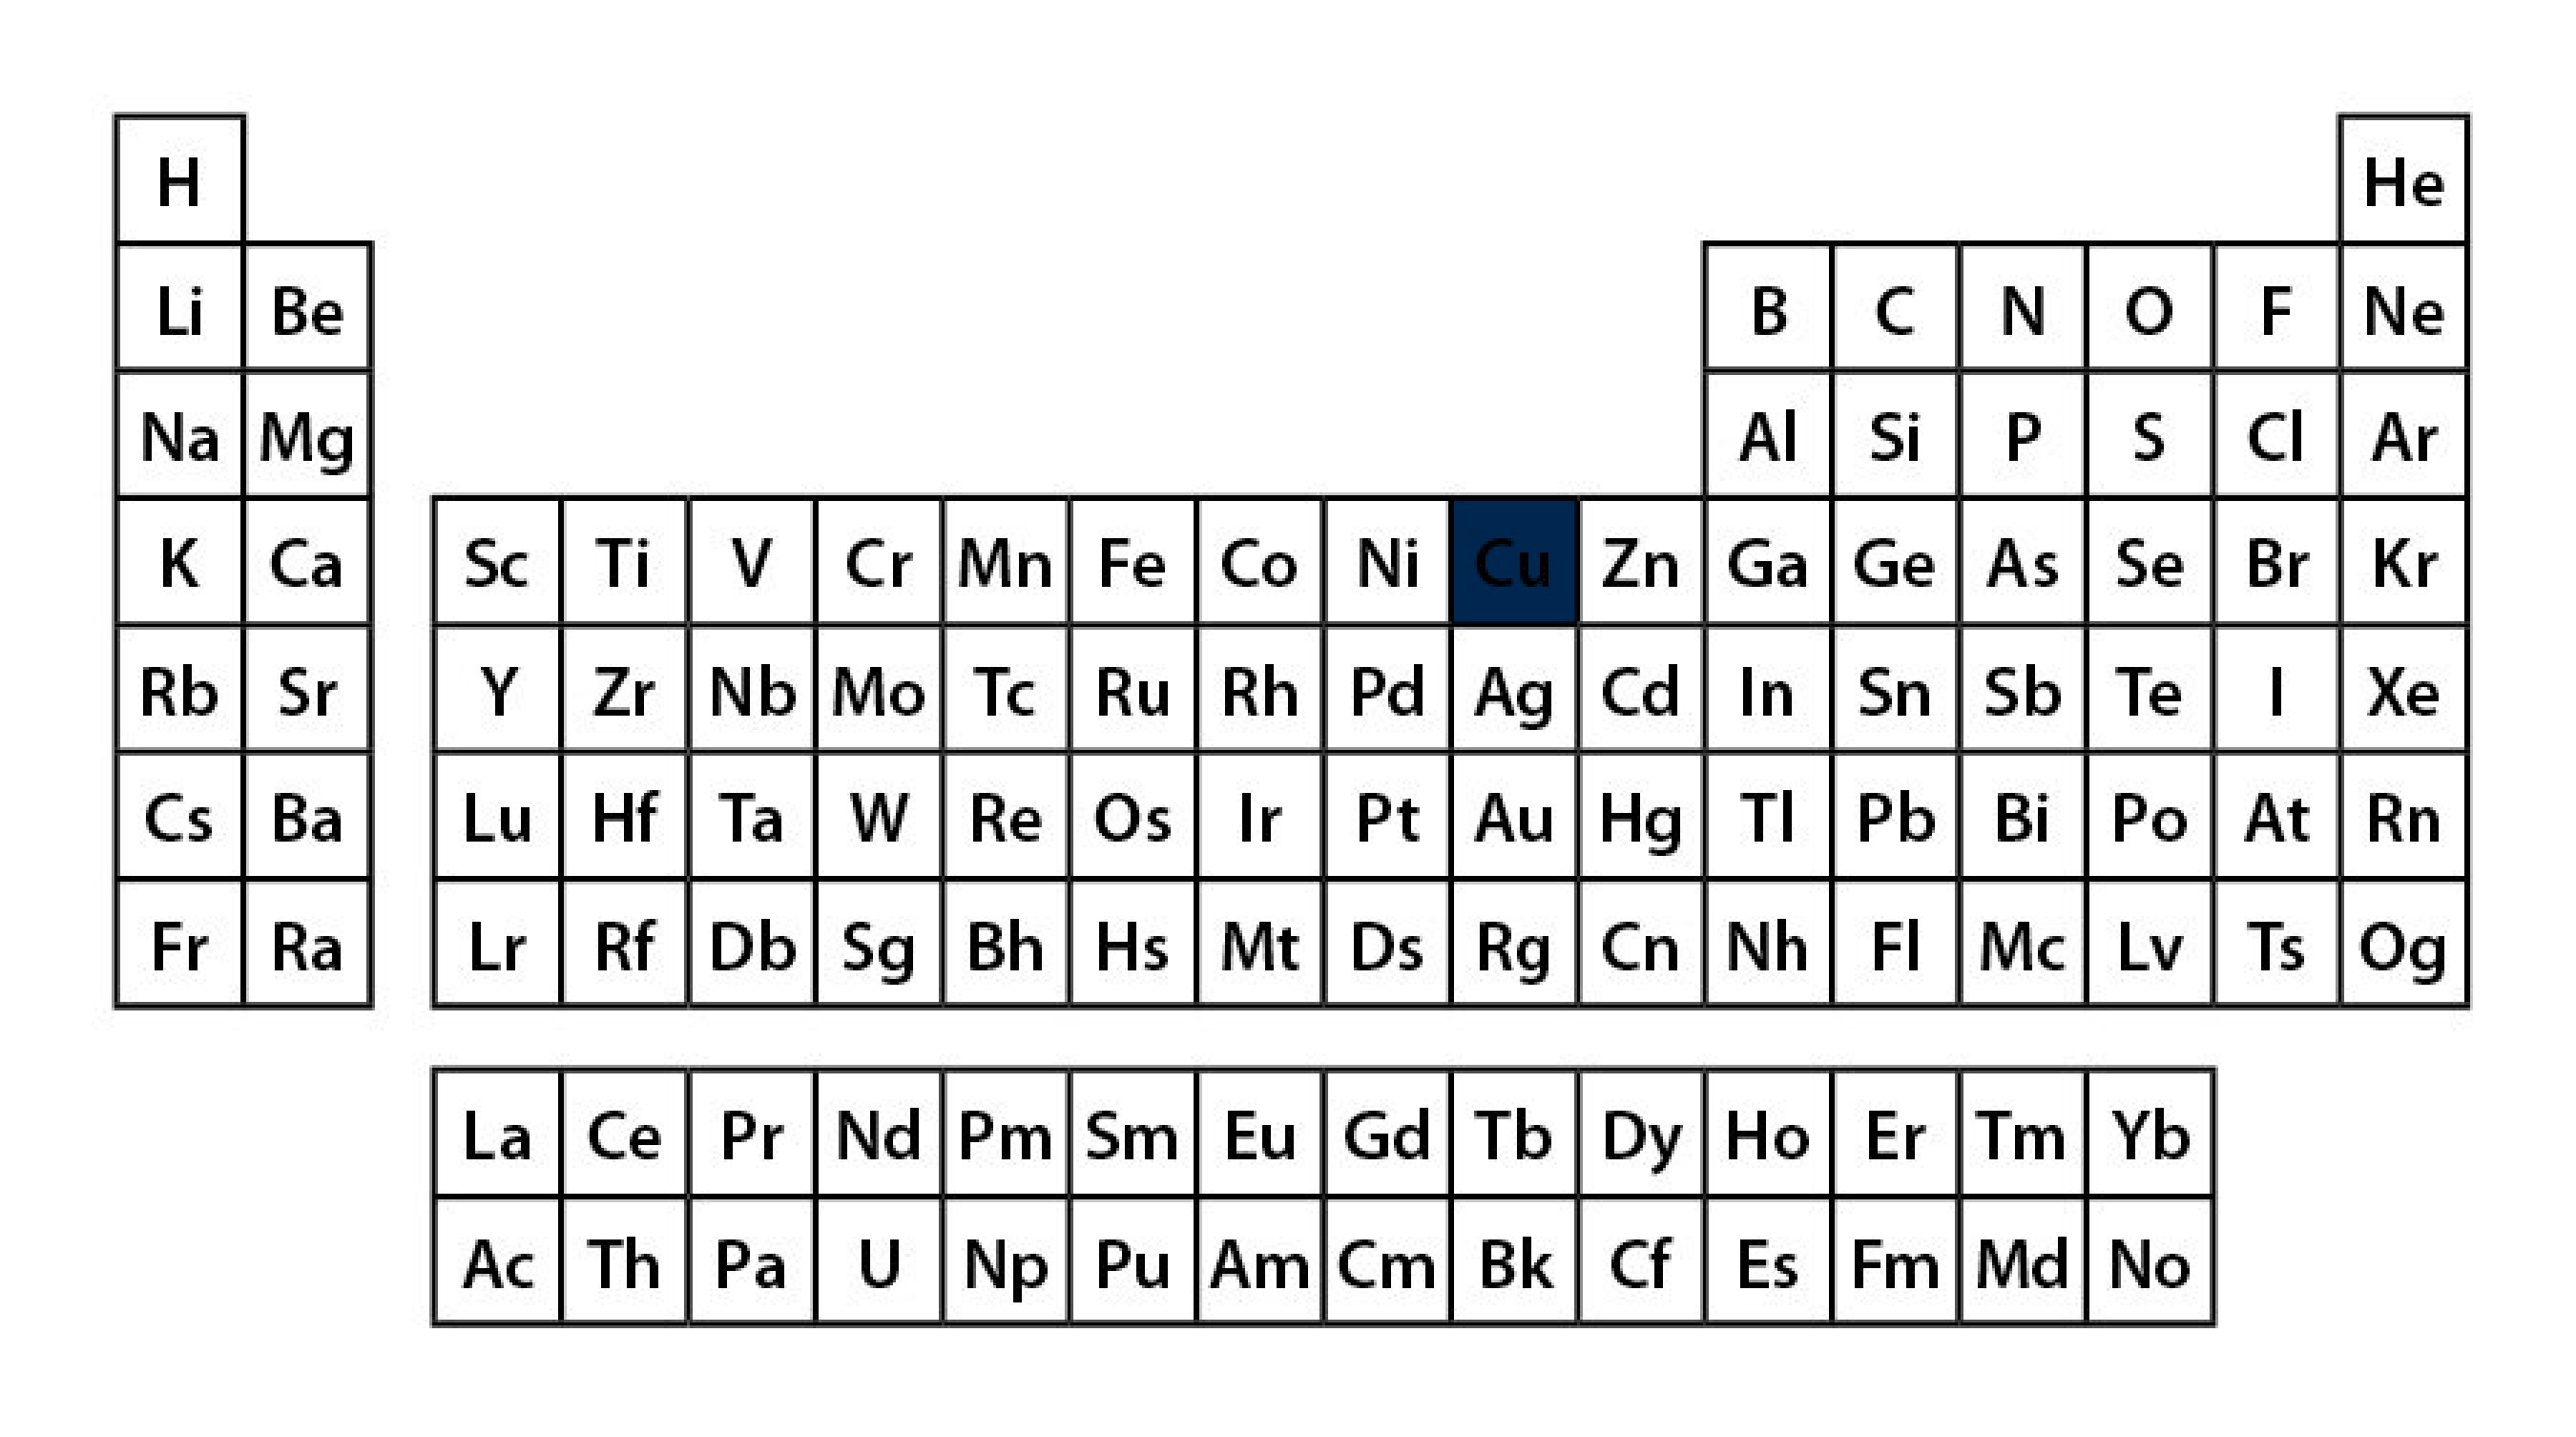 H He
Li Be B C N O F Ne
Na Mg Al Si P S Cl Ar
K Ca Sc Ti V Cr Mn Fe Co Ni Cu Zn Ga Ge As Se Br Kr
Rb Sr Y Zr Nb Mo Tc Ru Rh Pd Ag Cd In Sn Sb Te I Xe
Cs Ba Lu Hf Ta W Re Os Ir Pt Au Hg Tl Pb Bi Po At Rn
Fr Ra Lr Rf Db Sg Bh Hs Mt Ds Rg Cn Nh Fl Mc Lv Ts Og
La Ce Pr Nd Pm Sm Eu Gd Tb Dy Ho Er Tm Yb
Ac Th Pa U Np Pu Am Cm Bk Cf Es Fm Md No